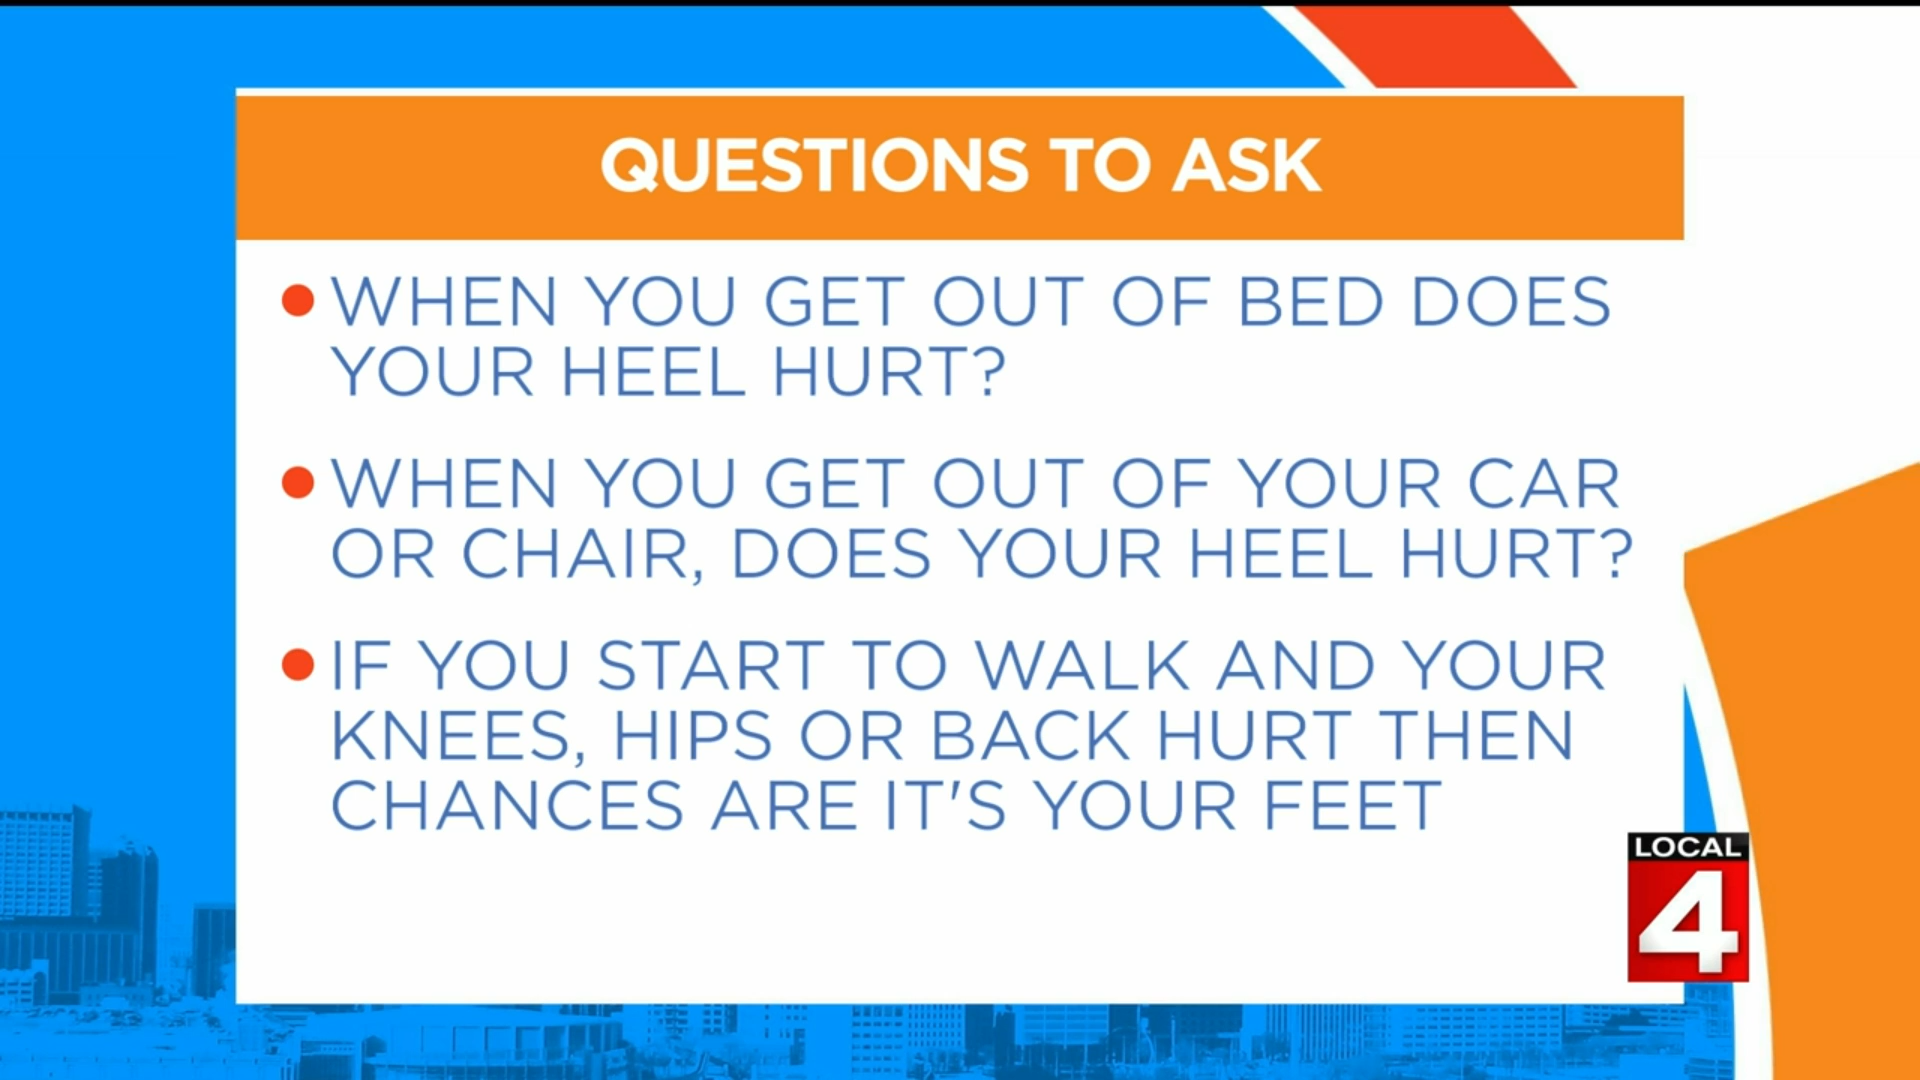 QUESTIONS TO ASK
• WHEN YOU GET OUT OF BED DOES
YOUR HEEL HURT?
• WHEN YOU GET OUT OF YOUR CAR
OR CHAIR, DOES YOUR HEEL HURT?
• IF YOU START TO WALK AND YOUR
KNEES, HIPS OR BACK HURT THEN
CHANCES ARE IT'S YOUR FEET
LOCAL
4